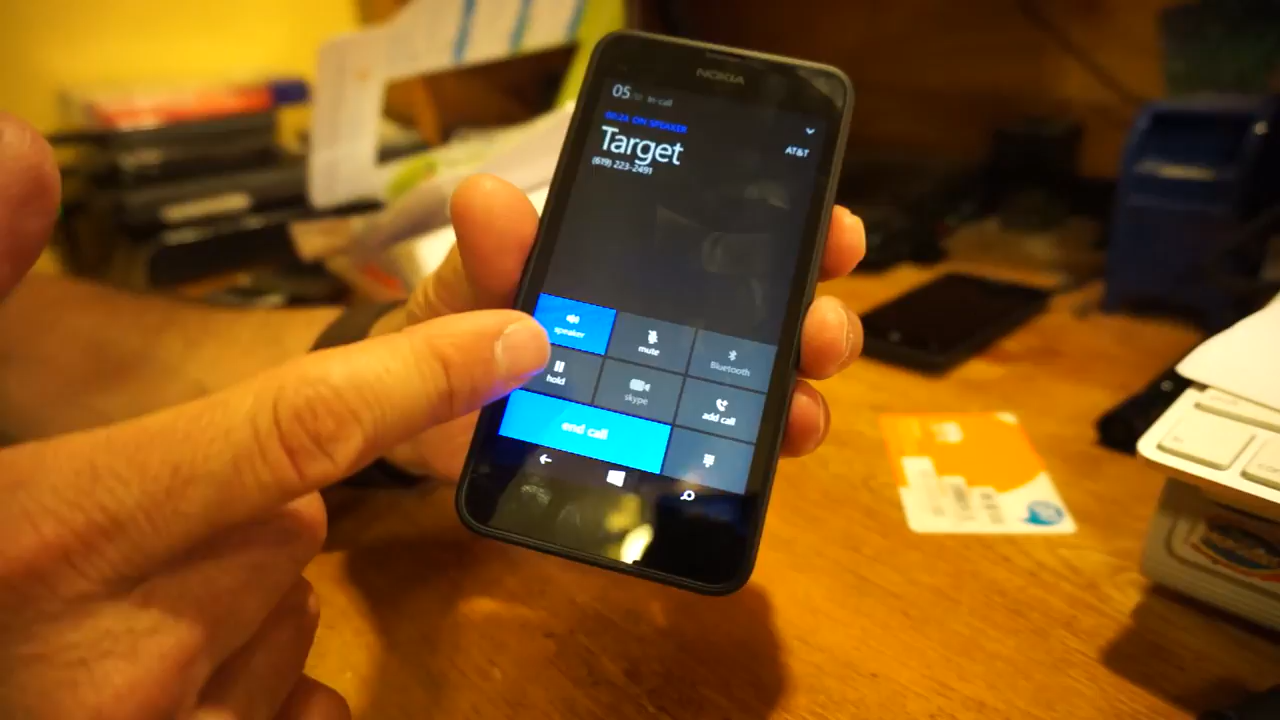 NOKIA
05 In-call
00:24 ON SPEAKER
AT&T
Target
(619) 223-2491
speaker
mute
Bluetooth
hold
skype
add call
end call